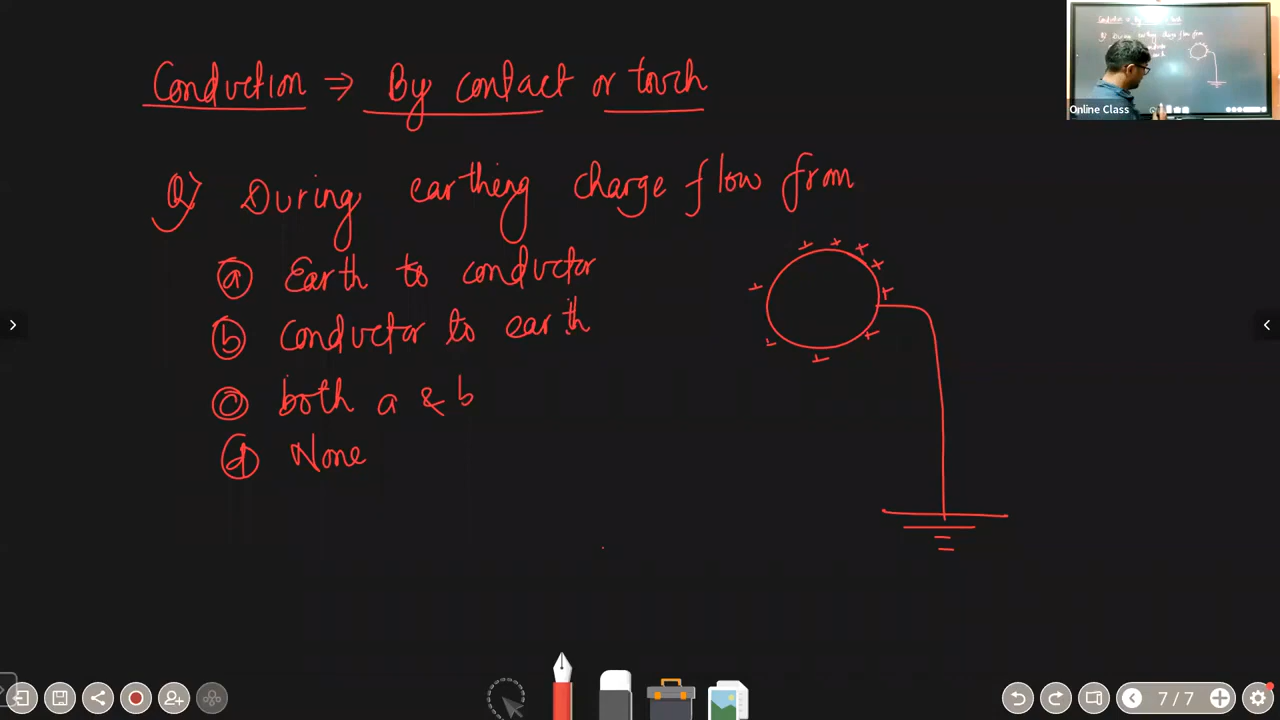 Conduction ⇒ By contact or touch
Q) During earthing charge flow from
(a) Earth to conductor
(b) conductor to earth
(c) both a & b
(d) None
Online Class
7/7